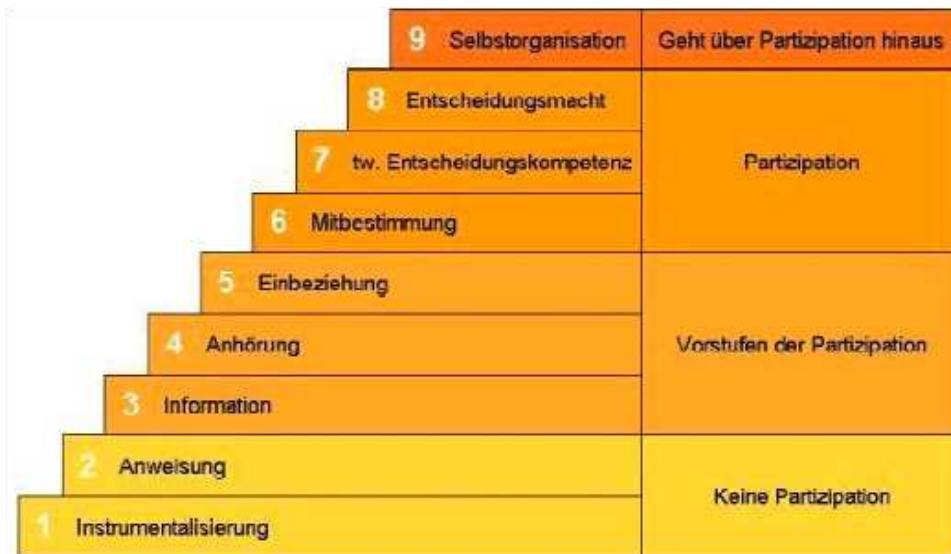 9 Selbstorganisation Geht über Partizipation hinaus
8 Entscheidungsmacht
7 tw. Entscheidungskompetenz Partizipation
6 Mitbestimmung
5 Einbeziehung
4 Anhörung Vorstufen der Partizipation
3 Information
2 Anweisung
Keine Partizipation
1 Instrumentalisierung